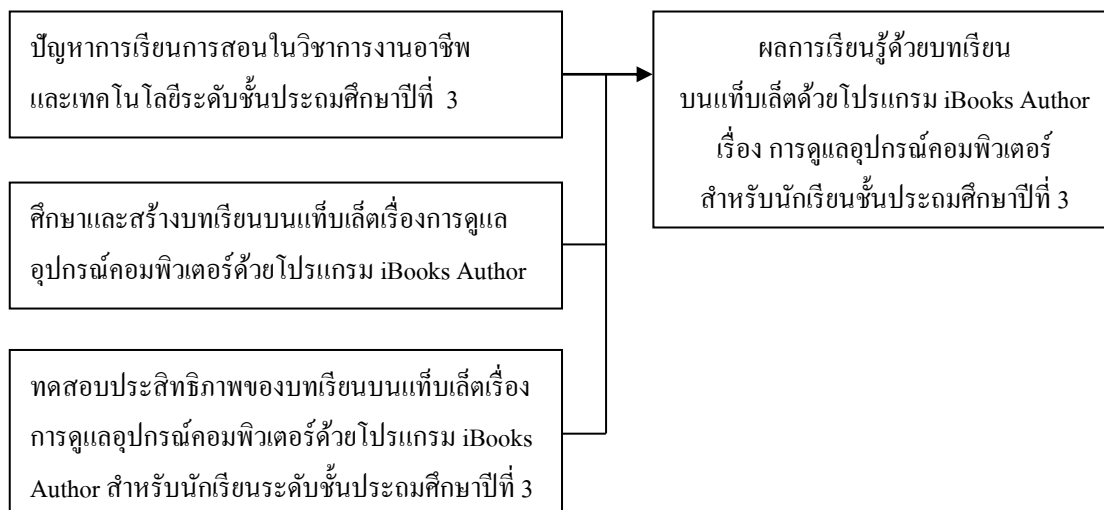 ปัญหาการเรียนการสอนในวิชาการงานอาชีพ
และเทคโนโลยีระดับชั้นประถมศึกษาปีที่ 3
ศึกษาและสร้างบทเรียนบนแท็บเล็ตเรื่องการดูแล
อุปกรณ์คอมพิวเตอร์ด้วยโปรแกรม iBooks Author
ทดสอบประสิทธิภาพของบทเรียนบนแท็บเล็ตเรื่อง
การดูแลอุปกรณ์คอมพิวเตอร์ด้วยโปรแกรม iBooks
Author สำหรับนักเรียนระดับชั้นประถมศึกษาปีที่ 3
ผลการเรียนรู้ด้วยบทเรียน
บนแท็บเล็ตด้วยโปรแกรม iBooks Author
เรื่อง การดูแลอุปกรณ์คอมพิวเตอร์
สำหรับนักเรียนชั้นประถมศึกษาปีที่ 3